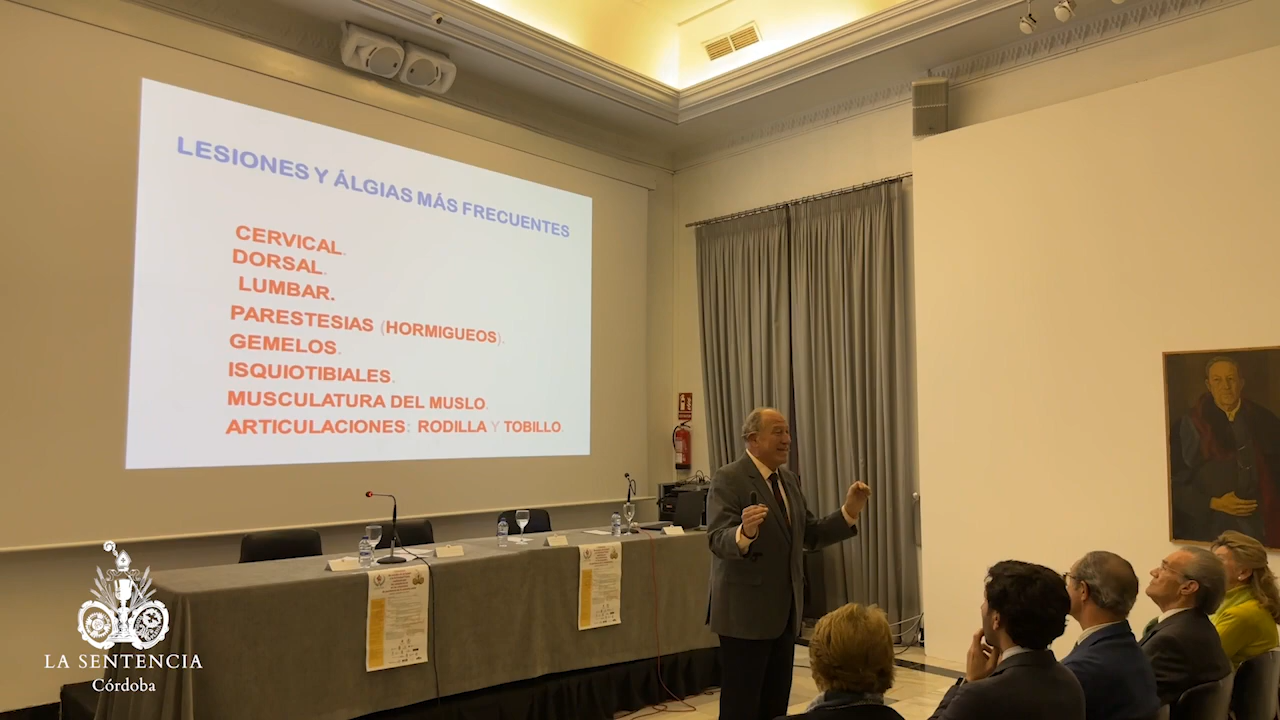 LESIONES Y ÁLGIAS MÁS FRECUENTES
CERVICAL.
DORSAL.
LUMBAR.
PARESTESIAS (HORMIGUEOS).
GEMELOS.
ISQUIOTIBIALES.
MUSCULATURA DEL MUSLO.
ARTICULACIONES: RODILLA Y TOBILLO.
LA SENTENCIA
Córdoba